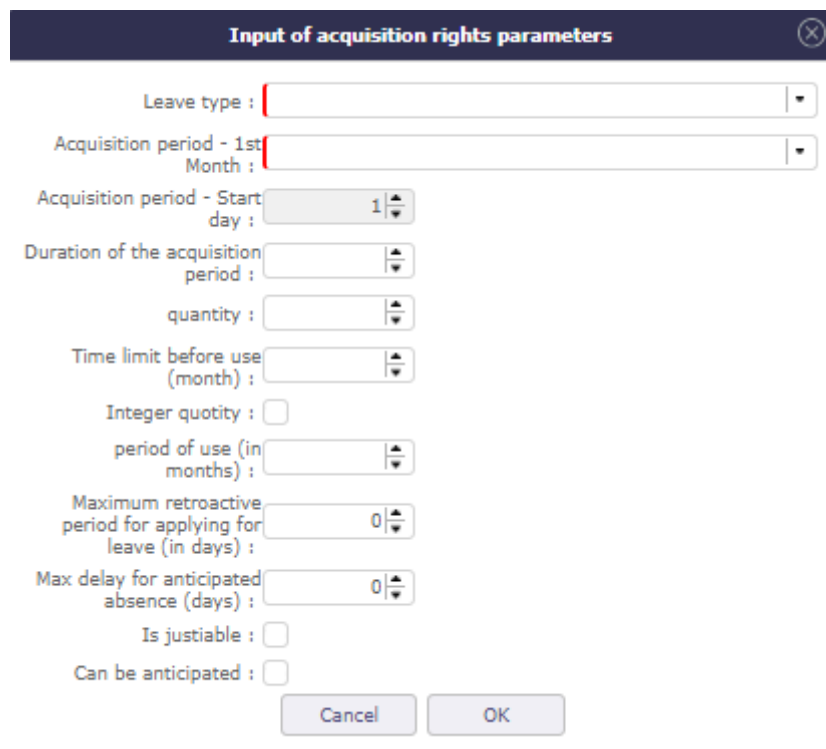 Input of acquisition rights parameters
Leave type :
Acquisition period - 1st
Month :
Acquisition period - Start
day :
1
Duration of the acquisition
period :
quantity :
Time limit before use
(month) :
Integer quotity :
period of use (in
months) :
Maximum retroactive
period for applying for
leave (in days) :
0
Max delay for anticipated
absence (days) :
0
Is justiable :
Can be anticipated :
Cancel OK